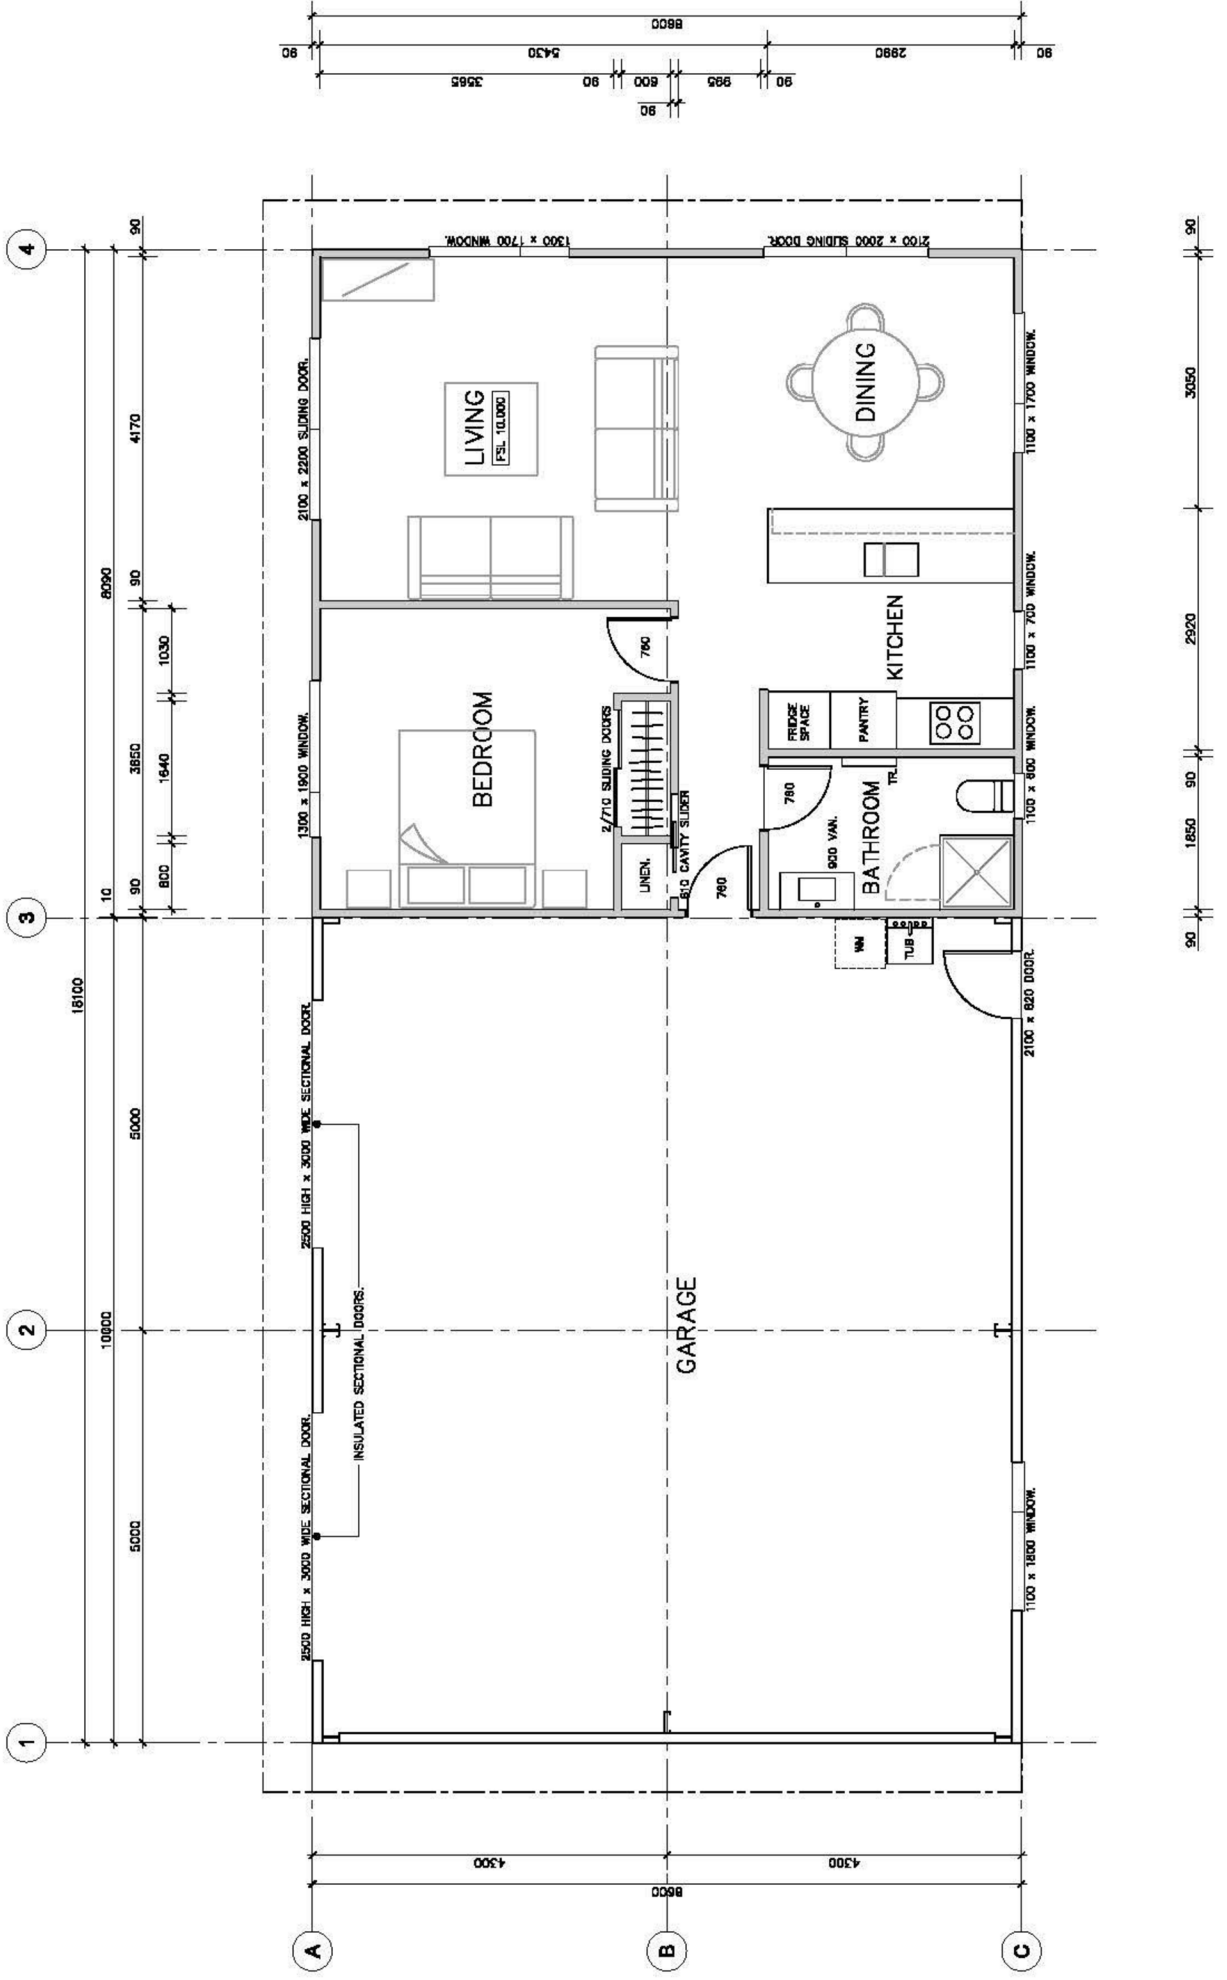 1
2
3
4
18100
10000
10
8090
5000
5000
90
3850
90
4170
90
800
1640
1030
2500 HIGH x 3000 WIDE SECTIONAL DOOR.
2500 HIGH x 3000 WIDE SECTIONAL DOOR.
1300 x 1900 WINDOW.
2100 x 2200 SLIDING DOOR.
INSULATED SECTIONAL DOORS.
BEDROOM
LIVING
FSL 10.000
1300 x 1700 WINDOW.
2/710 SLIDING DOORS
LINEN.
760
610 CAVITY SLIDER
760
GARAGE
760
FRIDGE
SPACE
PANTRY
KITCHEN
DINING
2100 x 2000 SLIDING DOOR.
900 VAN.
BATHROOM
TR.
WM
TUB
1100 x 1800 WINDOW.
2100 x 820 DOOR.
1100 x 600 WINDOW.
1100 x 700 WINDOW.
1100 x 1700 WINDOW.
90
1850
90
2920
3050
90
A
B
C
8600
4300
4300
8600
90
5430
2990
90
3565
90
600
90
995
90